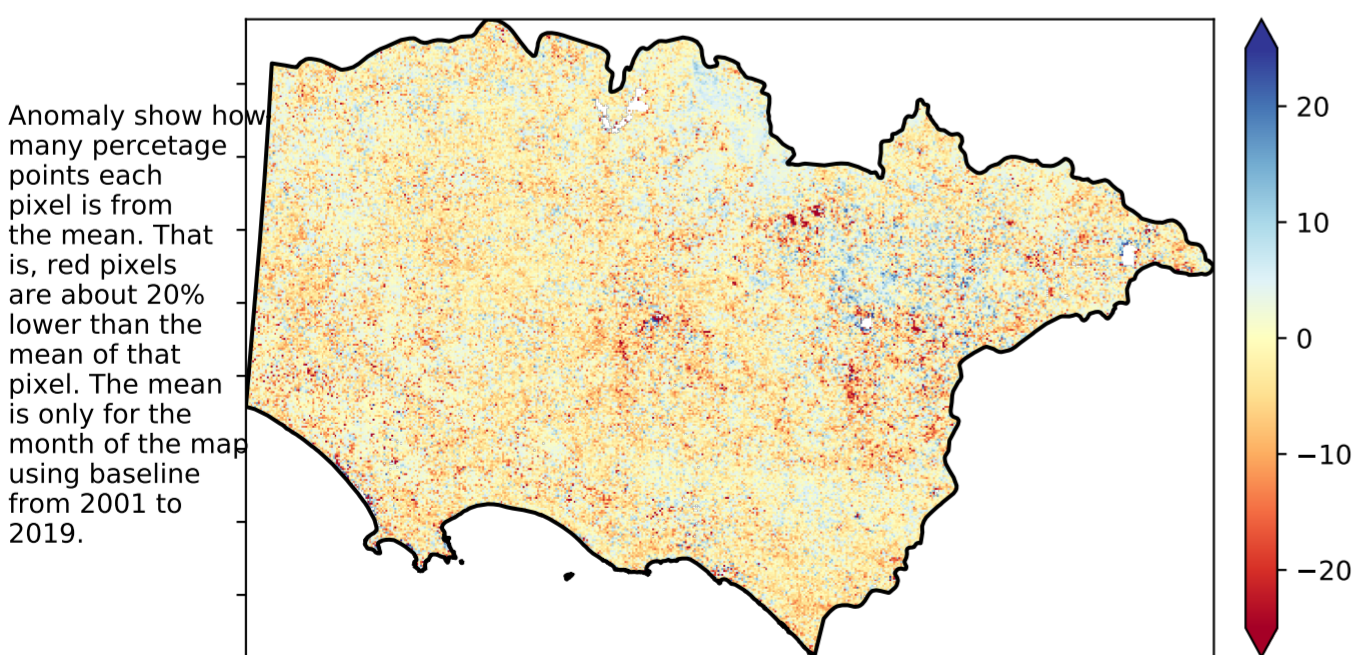 Anomaly show how
many percetage
points each
pixel is from
the mean. That
is, red pixels
are about 20%
lower than the
mean of that
pixel. The mean
is only for the
month of the map
using baseline
from 2001 to
2019.
20
10
0
−10
−20